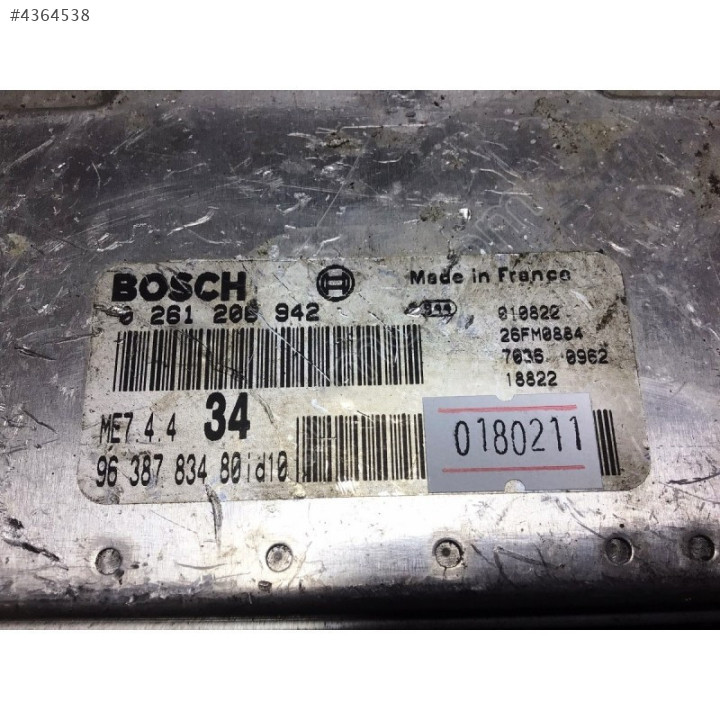 #4364538
BOSCH
Made in France
0 261 206 942
010822
26FM0884
7036 0962
18822
ME7.4.4
34
0180211
96 387 834 80id10